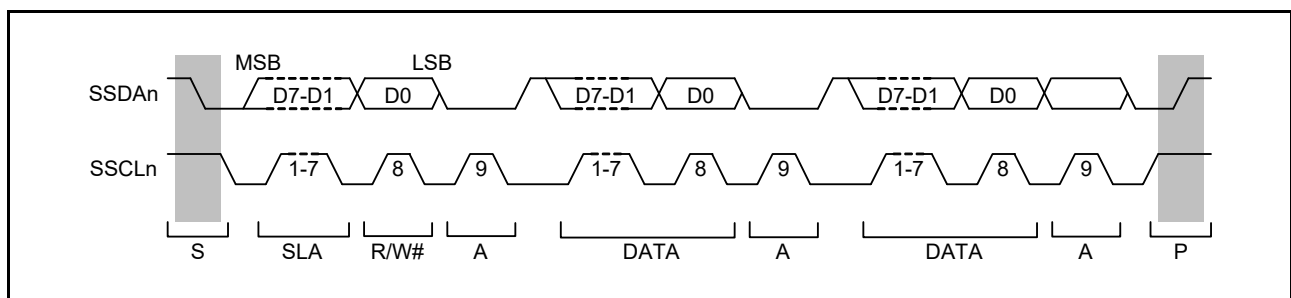 MSB LSB
SSDAn D7-D1 D0 D7-D1 D0 D7-D1 D0
SSCLn 1-7 8 9 1-7 8 9 1-7 8 9
S SLA R/W# A DATA A DATA A P